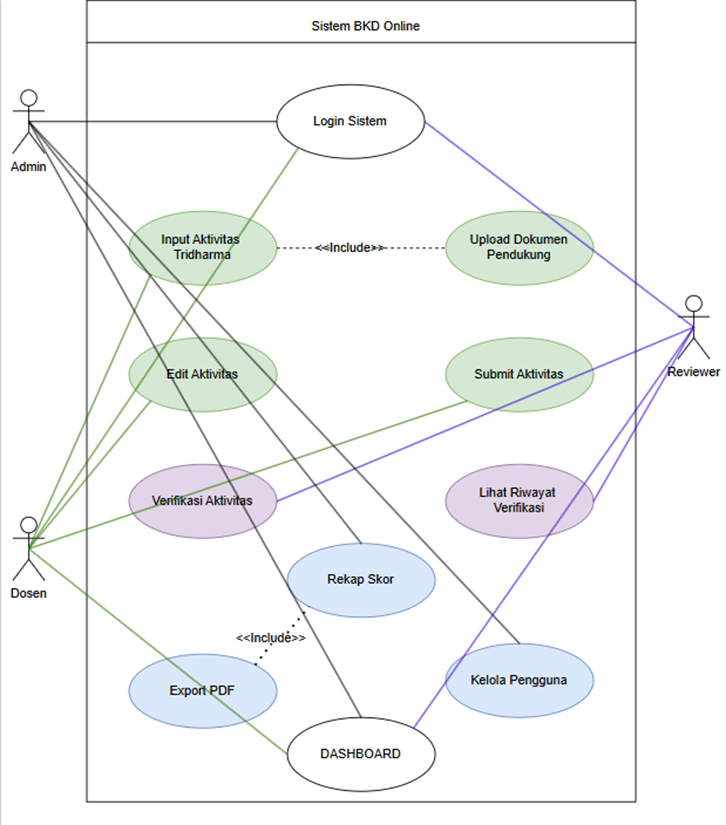 Sistem BKD Online
Login Sistem
Admin
Input Aktivitas
Tridharma
<<Include>>
Upload Dokumen
Pendukung
Edit Aktivitas
Submit Aktivitas
Reviewer
Verifikasi Aktivitas
Lihat Riwayat
Verifikasi
Dosen
Rekap Skor
<<Include>>
Export PDF
Kelola Pengguna
DASHBOARD